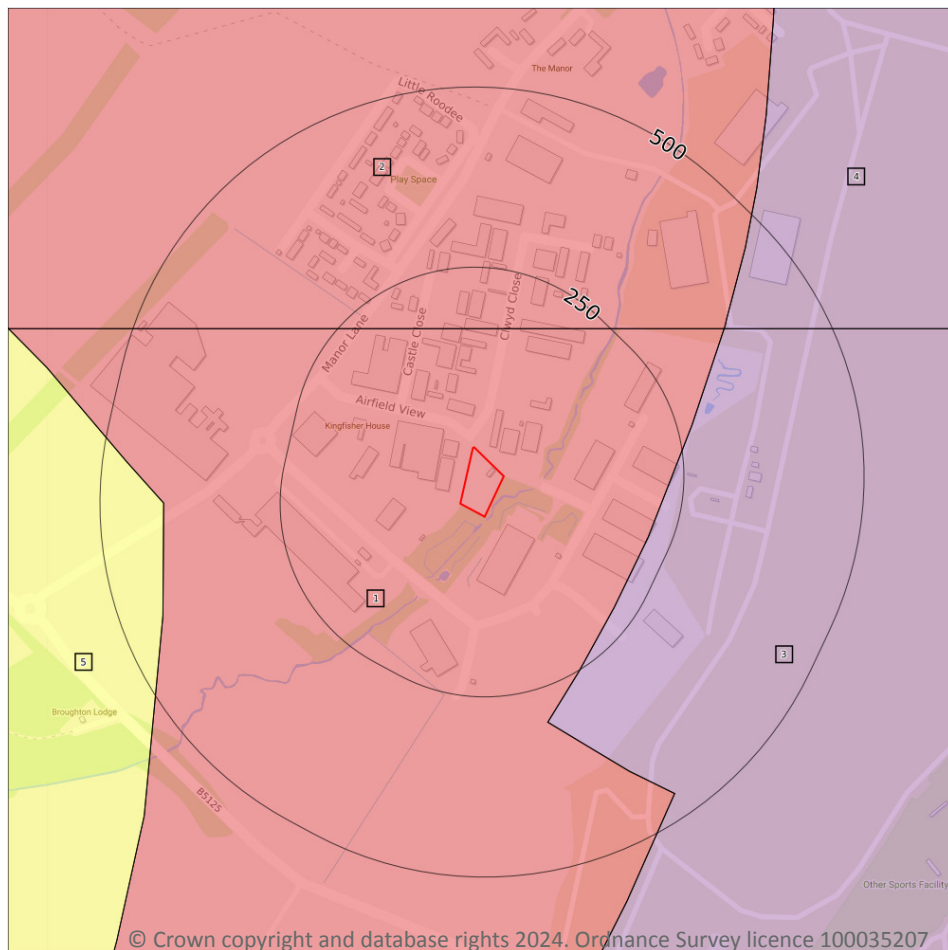 The Manor
Little Roodee
500
2
Play Space
4
250
Clwyd Close
Manor Lane
Castle Close
Airfield View
Kingfisher House
1
3
5
Broughton Lodge
B5125
Other Sports Facility
© Crown copyright and database rights 2024. Ordnance Survey licence 100035207